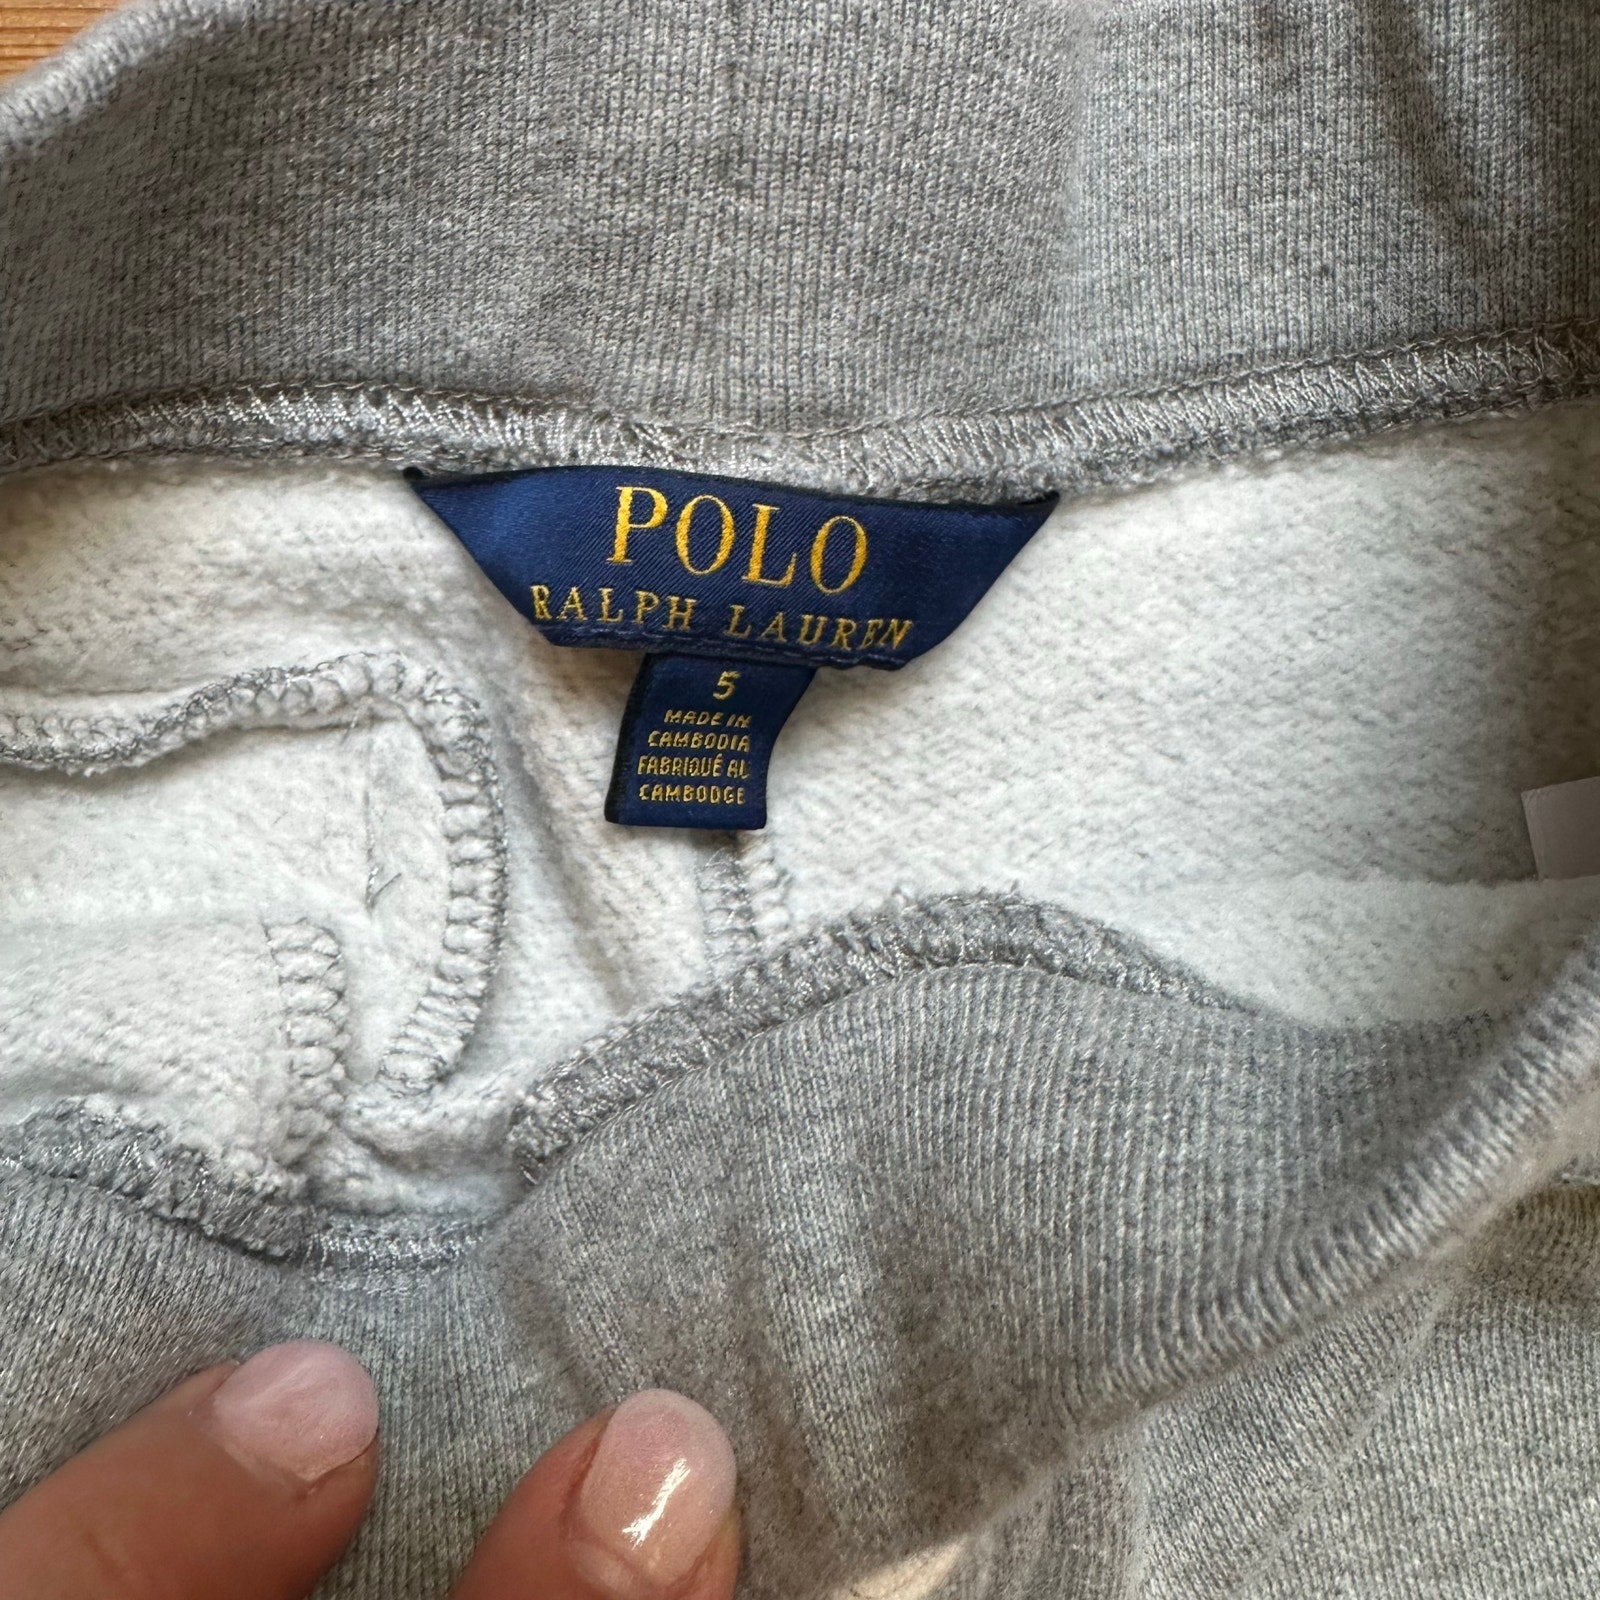 POLO
RALPH LAUREN
5
MADE IN
CAMBODIA
FABRIQUÉ AU
CAMBODGE